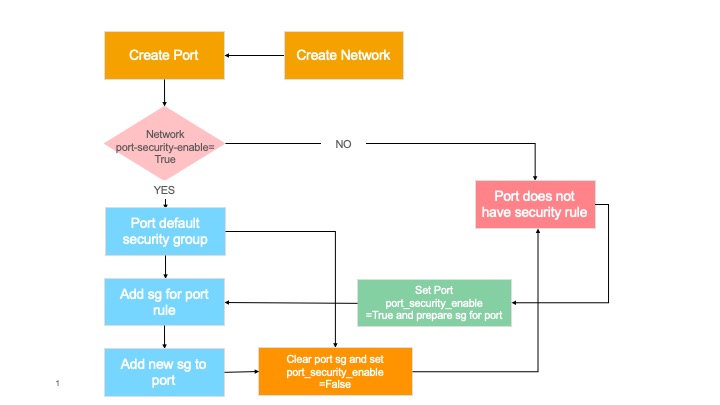 Create Port
Create Network
Network
port-security-enable=
True
NO
YES
Port does not
have security rule
Port default
security group
Add sg for port
rule
Set Port
port_security_enable
=True and prepare sg for port
Add new sg to
port
Clear port sg and set
port_security_enable
=False
1